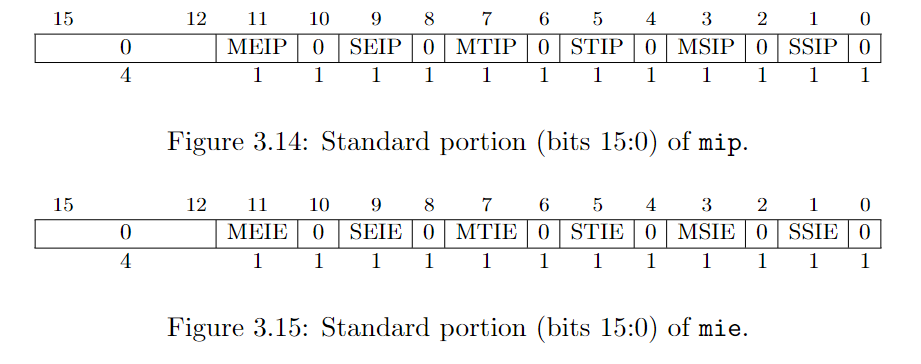 15 12 11 10 9 8 7 6 5 4 3 2 1 0
0 MEIP 0 SEIP 0 MTIP 0 STIP 0 MSIP 0 SSIP 0
4 1 1 1 1 1 1 1 1 1 1 1 1
Figure 3.14: Standard portion (bits 15:0) of mip.
15 12 11 10 9 8 7 6 5 4 3 2 1 0
0 MEIE 0 SEIE 0 MTIE 0 STIE 0 MSIE 0 SSIE 0
4 1 1 1 1 1 1 1 1 1 1 1 1
Figure 3.15: Standard portion (bits 15:0) of mie.